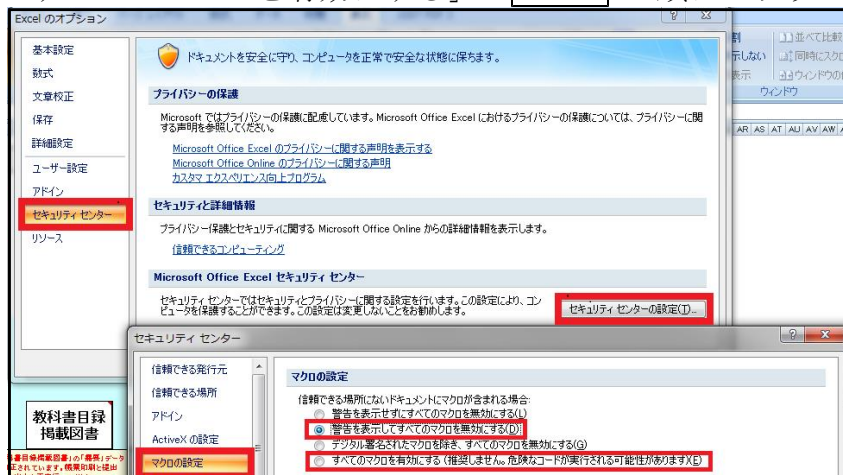 Excel のオプション
基本設定
数式
文章校正
保存
詳細設定
ユーザー設定
アドイン
セキュリティ センター
リソース
ドキュメントを安全に守り、コンピュータを正常で安全な状態に保ちます。
プライバシーの保護
Microsoft ではプライバシーの保護に配慮しています。Microsoft Office Excel におけるプライバシーの保護については、プライバシーに関
する声明を参照してください。
Microsoft Office Excel のプライバシーに関する声明を表示する
Microsoft Office Online のプライバシーに関する声明
カスタマ エクスペリエンス向上プログラム
セキュリティと詳細情報
プライバシー保護とセキュリティに関する Microsoft Office Online からの詳細情報を表示します。
信頼できるコンピューティング
Microsoft Office Excel セキュリティ センター
セキュリティ センターではセキュリティとプライバシーに関する設定を行います。この設定により、コン
ピュータを保護することができます。この設定は変更しないことをお勧めします。
セキュリティ センターの設定(T)...
割 並べて比較
示しない 同時にスクロ
表示 ウィンドウの
ウィンドウ
AR AS AT AU AV AW
セキュリティ センター
信頼できる発行元
信頼できる場所
アドイン
ActiveX の設定
マクロの設定
マクロの設定
信頼できる場所にないドキュメントにマクロが含まれる場合:
警告を表示せずにすべてのマクロを無効にする(L)
警告を表示してすべてのマクロを無効にする(D)
デジタル署名されたマクロを除き、すべてのマクロを無効にする(G)
すべてのマクロを有効にする (推奨しません。危険なコードが実行される可能性があります)(E)
教科書目録
掲載図書